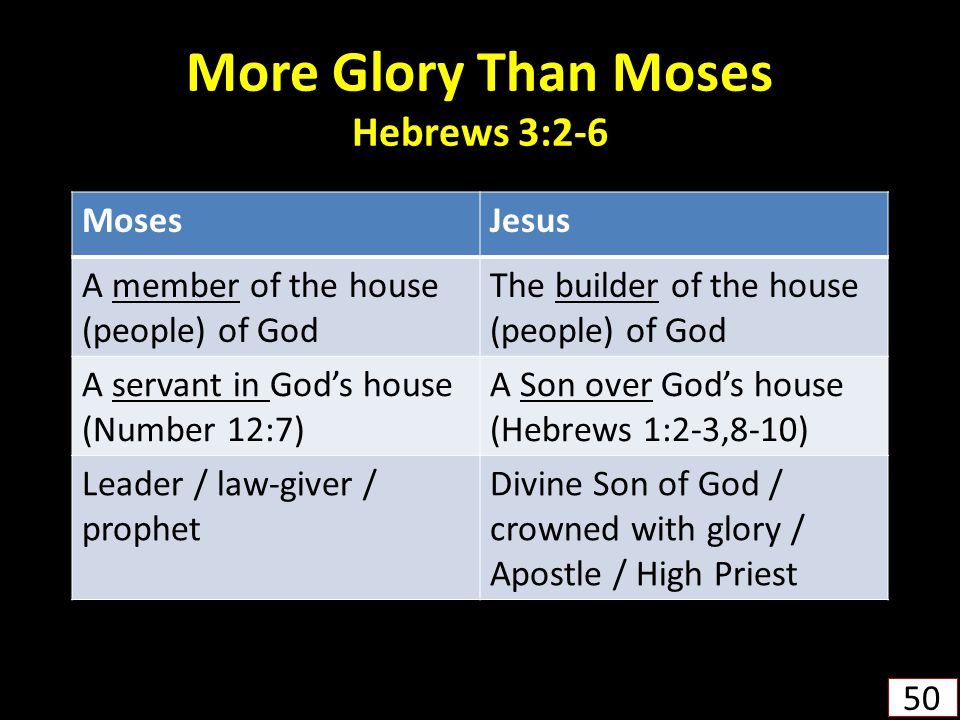 More Glory Than Moses
Hebrews 3:2-6
Moses
Jesus
A member of the house
(people) of God
The builder of the house
(people) of God
A servant in God’s house
(Number 12:7)
A Son over God’s house
(Hebrews 1:2-3,8-10)
Leader / law-giver /
prophet
Divine Son of God /
crowned with glory /
Apostle / High Priest
50